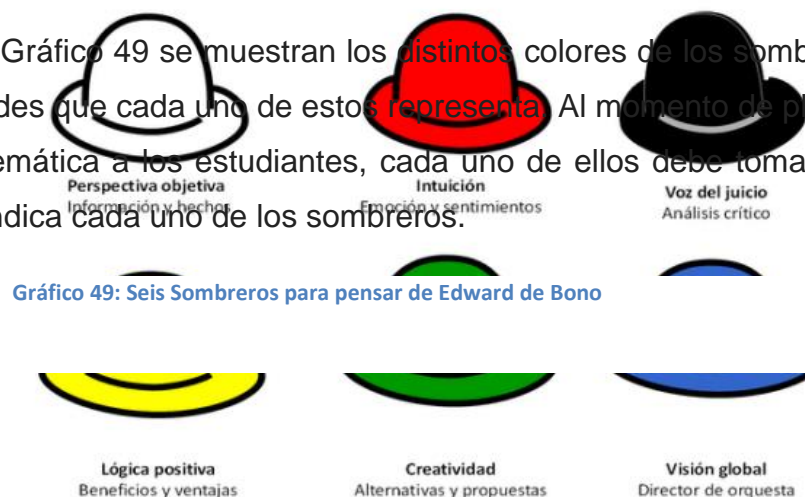 Gráfico 49 se muestran los distintos colores de los somb
des que cada uno de estos representa. Al momento de pl
emática a los estudiantes, cada uno de ellos debe toma
Perspectiva objetiva
Información y hechos
Intuición
Emoción y sentimientos
Voz del juicio
Análisis crítico
ndica cada uno de los sombreros.
Gráfico 49: Seis Sombreros para pensar de Edward de Bono
Lógica positiva
Beneficios y ventajas
Creatividad
Alternativas y propuestas
Visión global
Director de orquesta